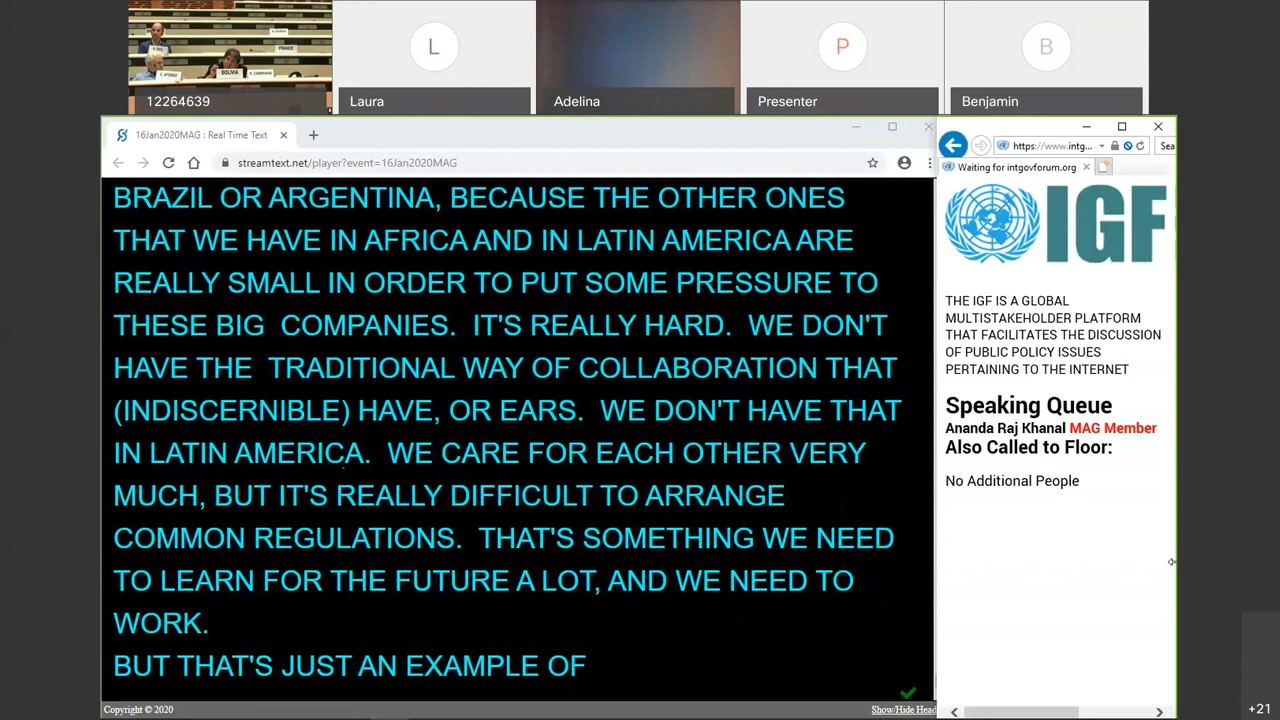 BOLIVIA
FRANCE
C. AFONSO
12264639
L
Laura
Adelina
P
Presenter
B
Benjamin
16Jan2020MAG : Real Time Text
streamtext.net/player?event=16Jan2020MAG
BRAZIL OR ARGENTINA, BECAUSE THE OTHER ONES
THAT WE HAVE IN AFRICA AND IN LATIN AMERICA ARE
REALLY SMALL IN ORDER TO PUT SOME PRESSURE TO
THESE BIG  COMPANIES.  IT'S REALLY HARD.  WE DON'T
HAVE THE  TRADITIONAL WAY OF COLLABORATION THAT
(INDISCERNIBLE) HAVE, OR EARS.  WE DON'T HAVE THAT
IN LATIN AMERICA.  WE CARE FOR EACH OTHER VERY
MUCH, BUT IT'S REALLY DIFFICULT TO ARRANGE
COMMON REGULATIONS.  THAT'S SOMETHING WE NEED
TO LEARN FOR THE FUTURE A LOT, AND WE NEED TO
WORK.
BUT THAT'S JUST AN EXAMPLE OF
Copyright © 2020
Show/Hide Head
https://www.intg...
Sea
Waiting for intgovforum.org
IGF
THE IGF IS A GLOBAL
MULTISTAKEHOLDER PLATFORM
THAT FACILITATES THE DISCUSSION
OF PUBLIC POLICY ISSUES
PERTAINING TO THE INTERNET
Speaking Queue
Ananda Raj Khanal MAG Member
Also Called to Floor:
No Additional People
+21